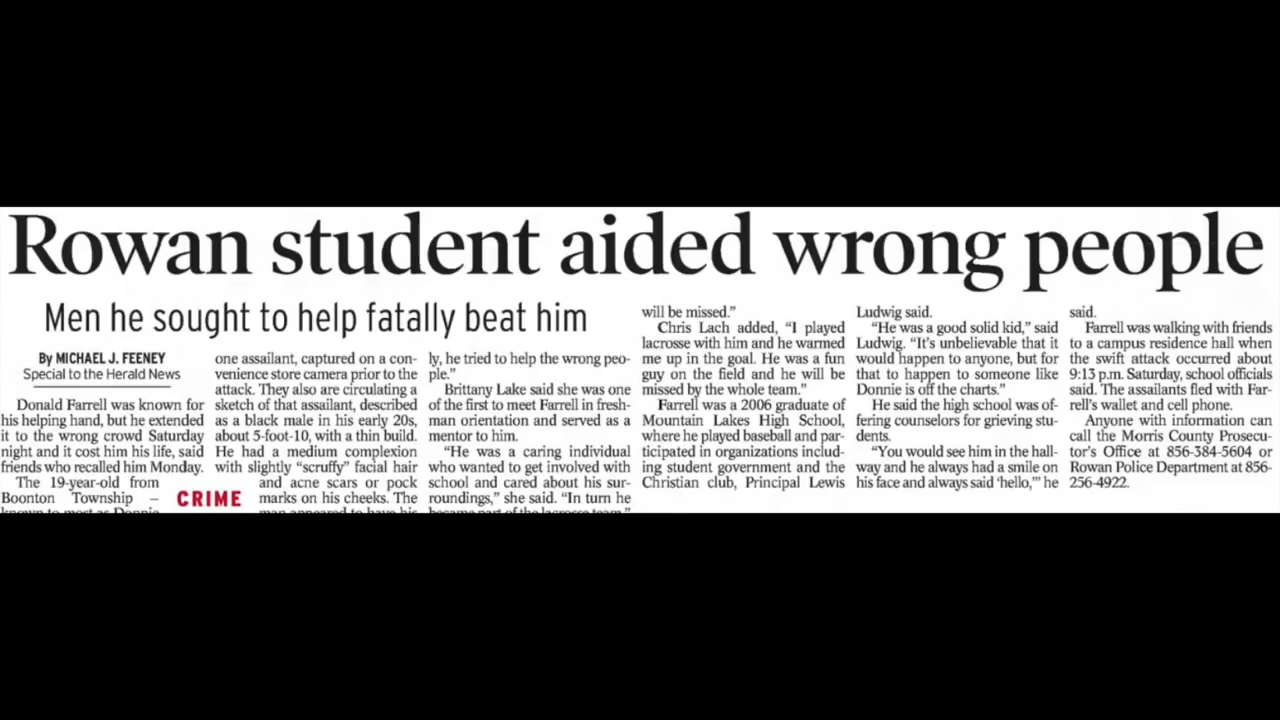 Rowan student aided wrong people
Men he sought to help fatally beat him
By MICHAEL J. FEENEY
Special to the Herald News
Donald Farrell was known for
his helping hand, but he extended
it to the wrong crowd Saturday
night and it cost him his life, said
friends who recalled him Monday.
The 19-year-old from
Boonton Township –
known to most as Donnie
CRIME
one assailant, captured on a con-
venience store camera prior to the
attack. They also are circulating a
sketch of that assailant, described
as a black male in his early 20s,
about 5-foot-10, with a thin build.
He had a medium complexion
with slightly “scruffy” facial hair
and acne scars or pock
marks on his cheeks. The
man appeared to have his
ly, he tried to help the wrong peo-
ple.”
Brittany Lake said she was one
of the first to meet Farrell in fresh-
man orientation and served as a
mentor to him.
“He was a caring individual
who wanted to get involved with
school and cared about his sur-
roundings,” she said. “In turn he
became part of the lacrosse team.”
will be missed.”
Chris Lach added, “I played
lacrosse with him and he warmed
me up in the goal. He was a fun
guy on the field and he will be
missed by the whole team.”
Farrell was a 2006 graduate of
Mountain Lakes High School,
where he played baseball and par-
ticipated in organizations includ-
ing student government and the
Christian club, Principal Lewis
Ludwig said.
“He was a good solid kid,” said
Ludwig. “It’s unbelievable that it
would happen to anyone, but for
that to happen to someone like
Donnie is off the charts."
He said the high school was of-
fering counselors for grieving stu-
dents.
“You would see him in the hall-
way and he always had a smile on
his face and always said ‘hello,’” he
said.
Farrell was walking with friends
to a campus residence hall when
the swift attack occurred about
9:13 p.m. Saturday, school officials
said. The assailants fled with Far-
rell’s wallet and cell phone.
Anyone with information can
call the Morris County Prosecu-
tor’s Office at 856-384-5604 or
Rowan Police Department at 856-
256-4922.